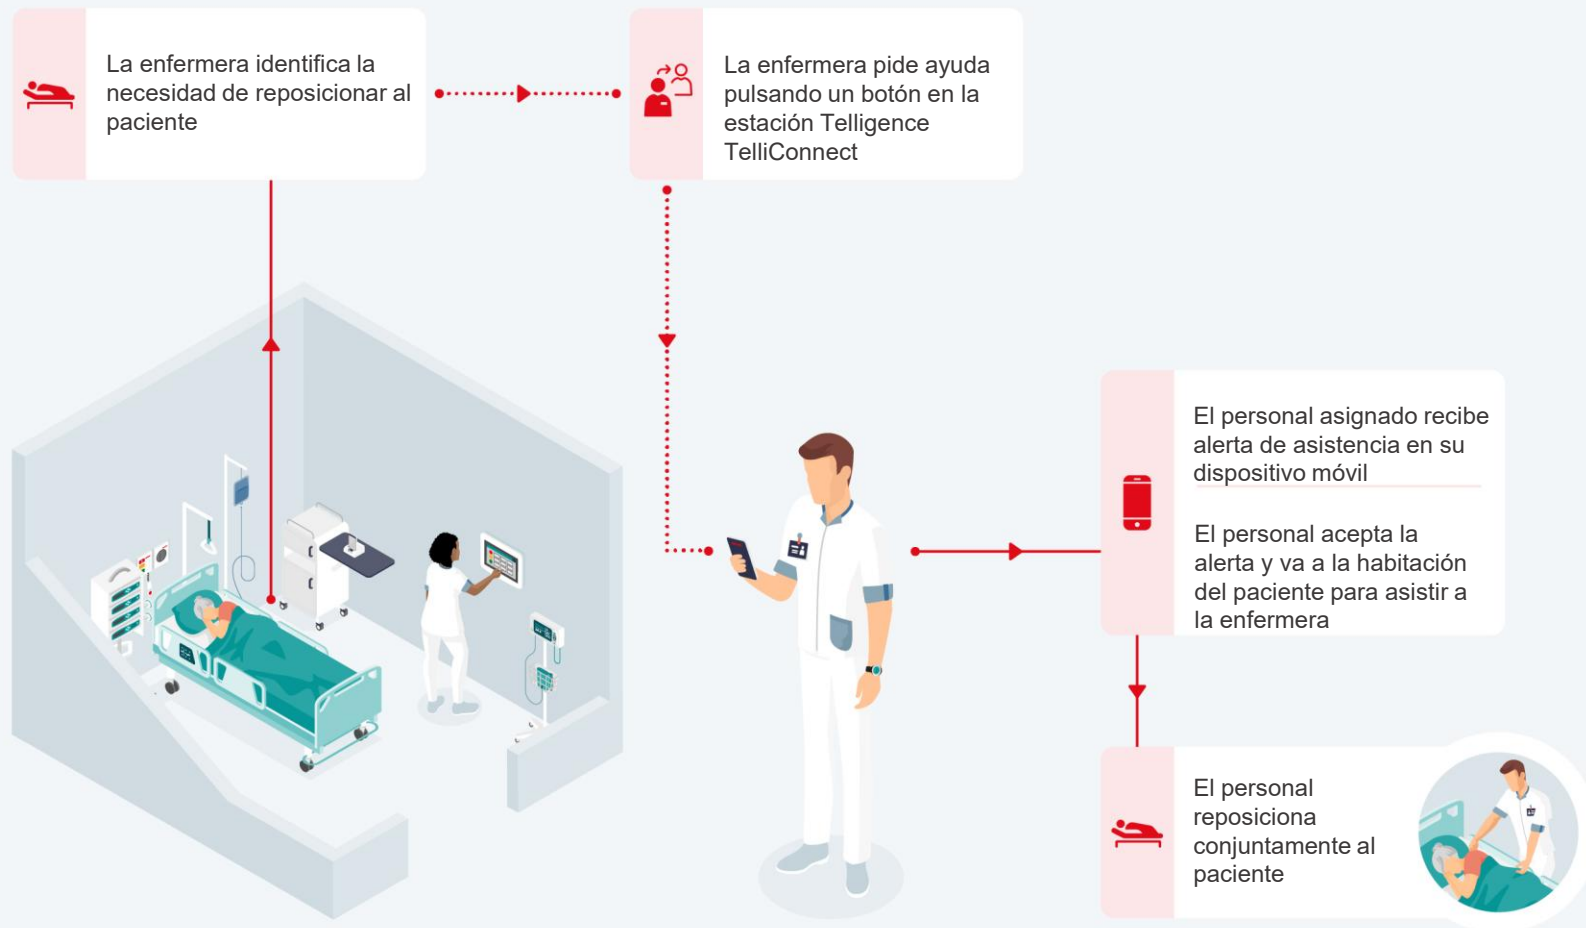 La enfermera identifica la
necesidad de reposicionar al
paciente
La enfermera pide ayuda
pulsando un botón en la
estación Telligence
TelliConnect
El personal asignado recibe
alerta de asistencia en su
dispositivo móvil
El personal acepta la
alerta y va a la habitación
del paciente para asistir a
la enfermera
El personal
reposiciona
conjuntamente al
paciente